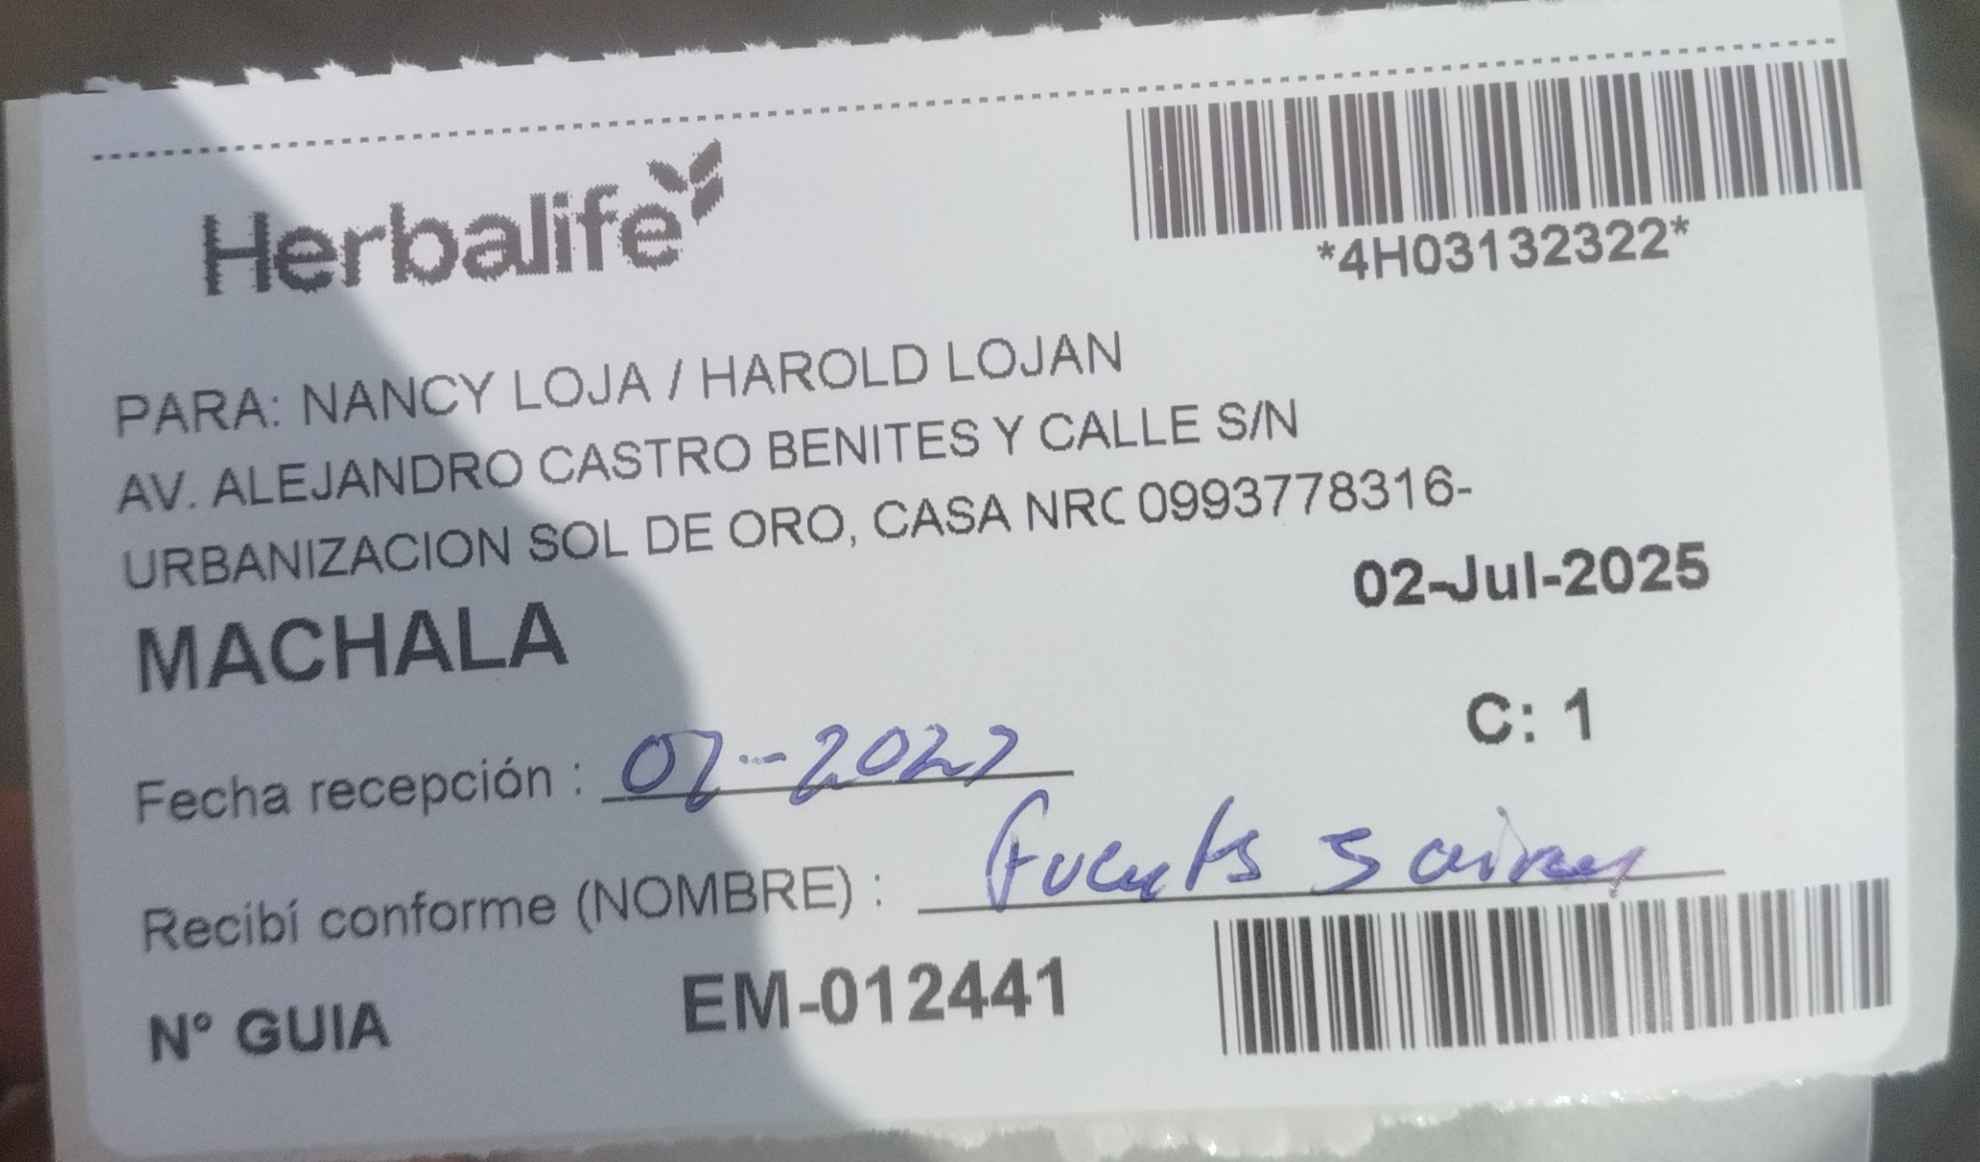 Herbalife
*4H03132322*
PARA: NANCY LOJA / HAROLD LOJAN
AV. ALEJANDRO CASTRO BENITES Y CALLE S/N
URBANIZACION SOL DE ORO, CASA NRC 0993778316-
MACHALA
02-Jul-2025
C: 1
Fecha recepción :
Recibí conforme (NOMBRE) :
N° GUIA EM-012441